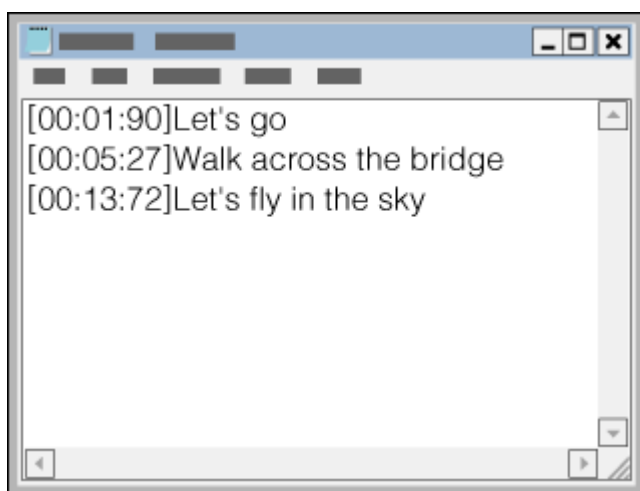 [00:01:90]Let's go
[00:05:27]Walk across the bridge
[00:13:72]Let's fly in the sky